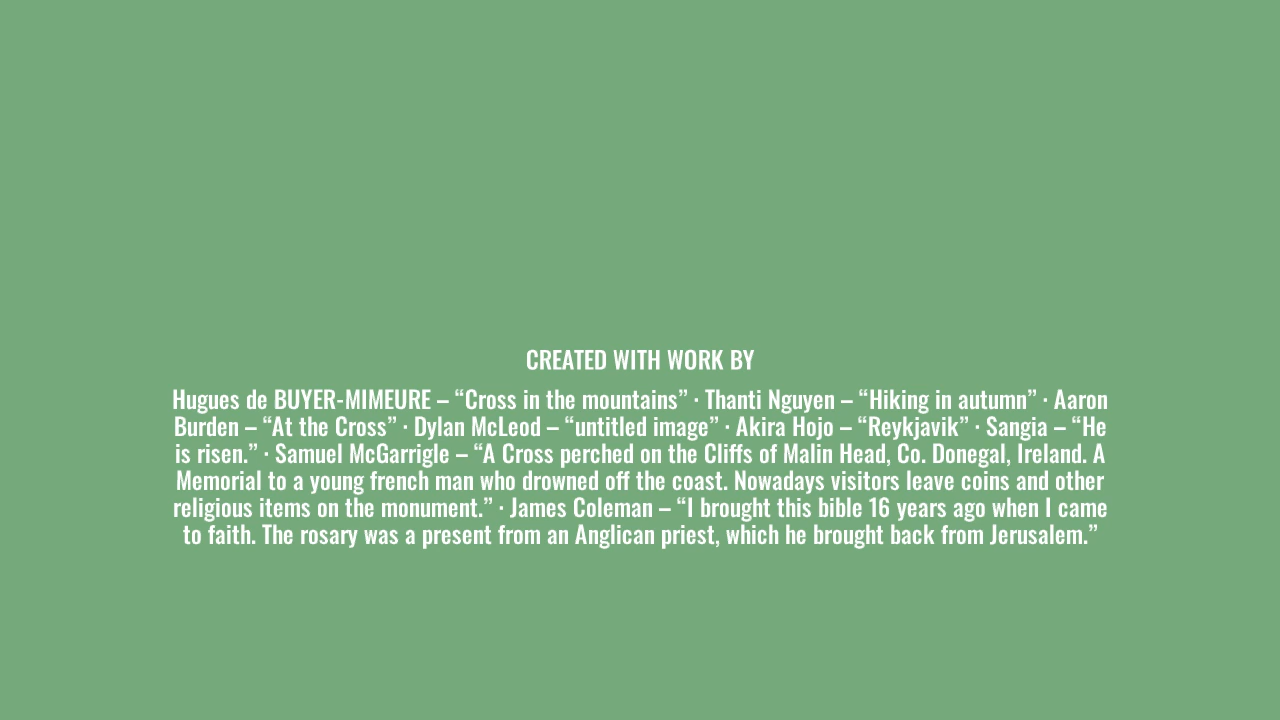 CREATED WITH WORK BY
Hugues de BUYER-MIMEURE – “Cross in the mountains” · Thanti Nguyen – “Hiking in autumn” · Aaron
Burden – “At the Cross” · Dylan McLeod – “untitled image” · Akira Hojo – “Reykjavik” · Sangia – “He
is risen.” · Samuel McGarrigle – “A Cross perched on the Cliffs of Malin Head, Co. Donegal, Ireland. A
Memorial to a young french man who drowned off the coast. Nowadays visitors leave coins and other
religious items on the monument.” · James Coleman – “I brought this bible 16 years ago when I came
to faith. The rosary was a present from an Anglican priest, which he brought back from Jerusalem.”